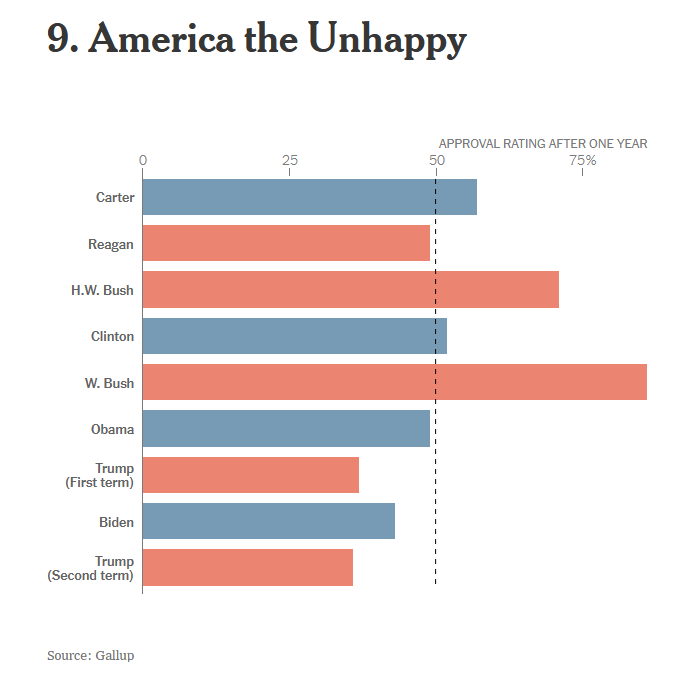 9. America the Unhappy
APPROVAL RATING AFTER ONE YEAR
0 25 50 75%
Carter
Reagan
H.W. Bush
Clinton
W. Bush
Obama
Trump
(First term)
Biden
Trump
(Second term)
Source: Gallup